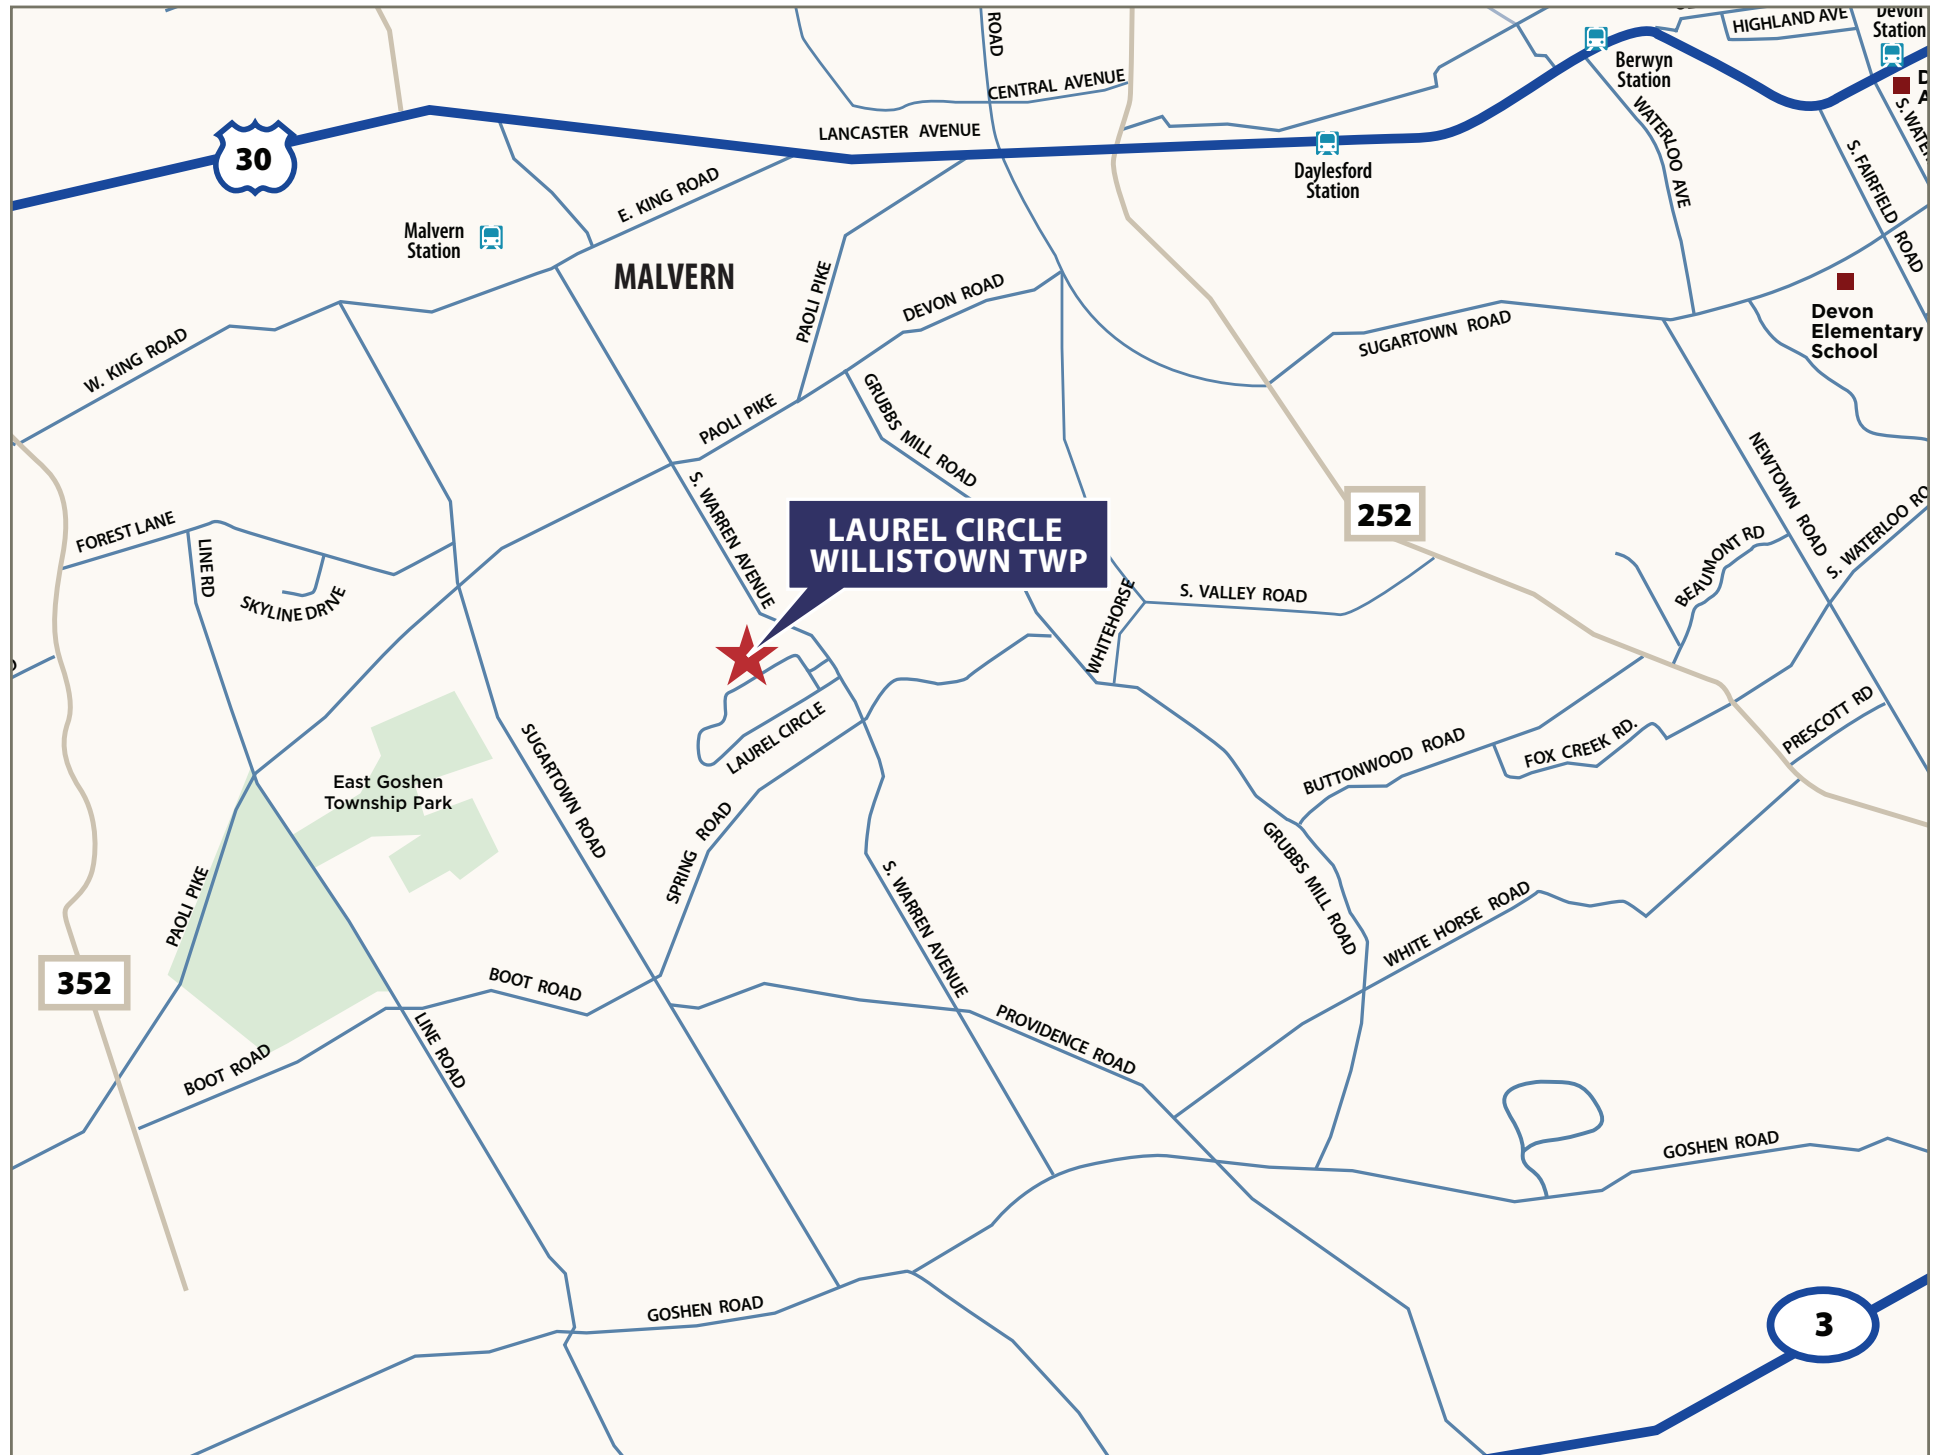 ROAD
HIGHLAND AVE
Devon
Station
Berwyn
Station
CENTRAL AVENUE
LANCASTER AVENUE
30
WATERLOO AVE
S. FAIRFIELD ROAD
Daylesford
Station
E. KING ROAD
Malvern
Station
MALVERN
PAOLI PIKE
DEVON ROAD
SUGARTOWN ROAD
Devon
Elementary
School
W. KING ROAD
PAOLI PIKE
GRUBBS MILL ROAD
NEWTOWN ROAD
S. WARREN AVENUE
252
LAUREL CIRCLE
WILLISTOWN TWP
FOREST LANE
LINE RD
SKYLINE DRIVE
BEAUMONT RD
S. WATERLOO RO
S. VALLEY ROAD
WHITEHORSE
LAUREL CIRCLE
PRESCOTT RD
BUTTONWOOD ROAD
FOX CREEK RD.
East Goshen
Township Park
SUGARTOWN ROAD
SPRING ROAD
GRUBBS MILL ROAD
PAOLI PIKE
S. WARREN AVENUE
WHITE HORSE ROAD
352
BOOT ROAD
PROVIDENCE ROAD
LINE ROAD
BOOT ROAD
GOSHEN ROAD
GOSHEN ROAD
3